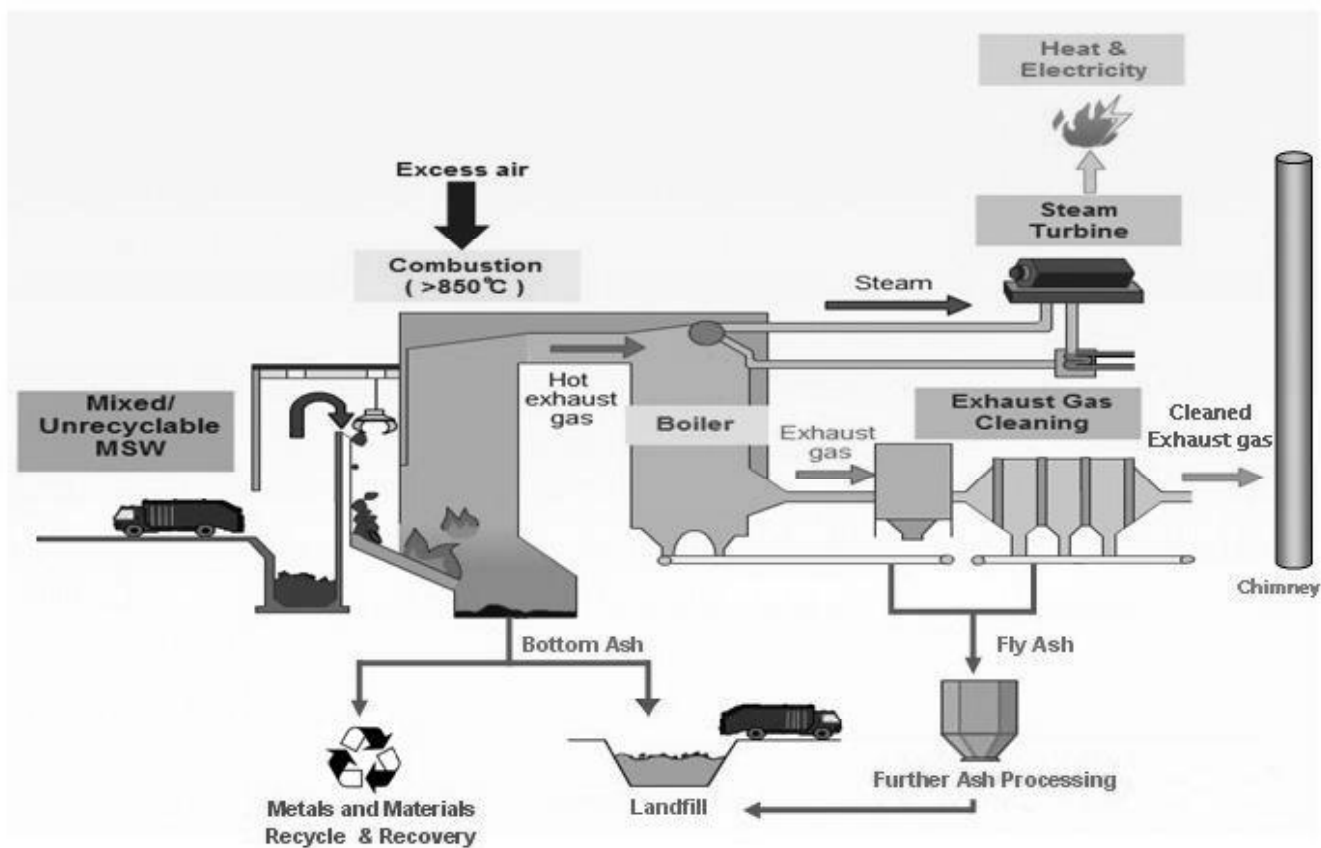 Heat &
Electricity
Excess air
Steam
Turbine
Combustion
( >850°C )
Steam
Mixed/
Unrecyclable
MSW
Hot
exhaust
gas
Boiler
Exhaust
gas
Exhaust Gas
Cleaning
Cleaned
Exhaust gas
Chimney
Bottom Ash
Fly Ash
Further Ash Processing
Metals and Materials
Recycle & Recovery
Landfill